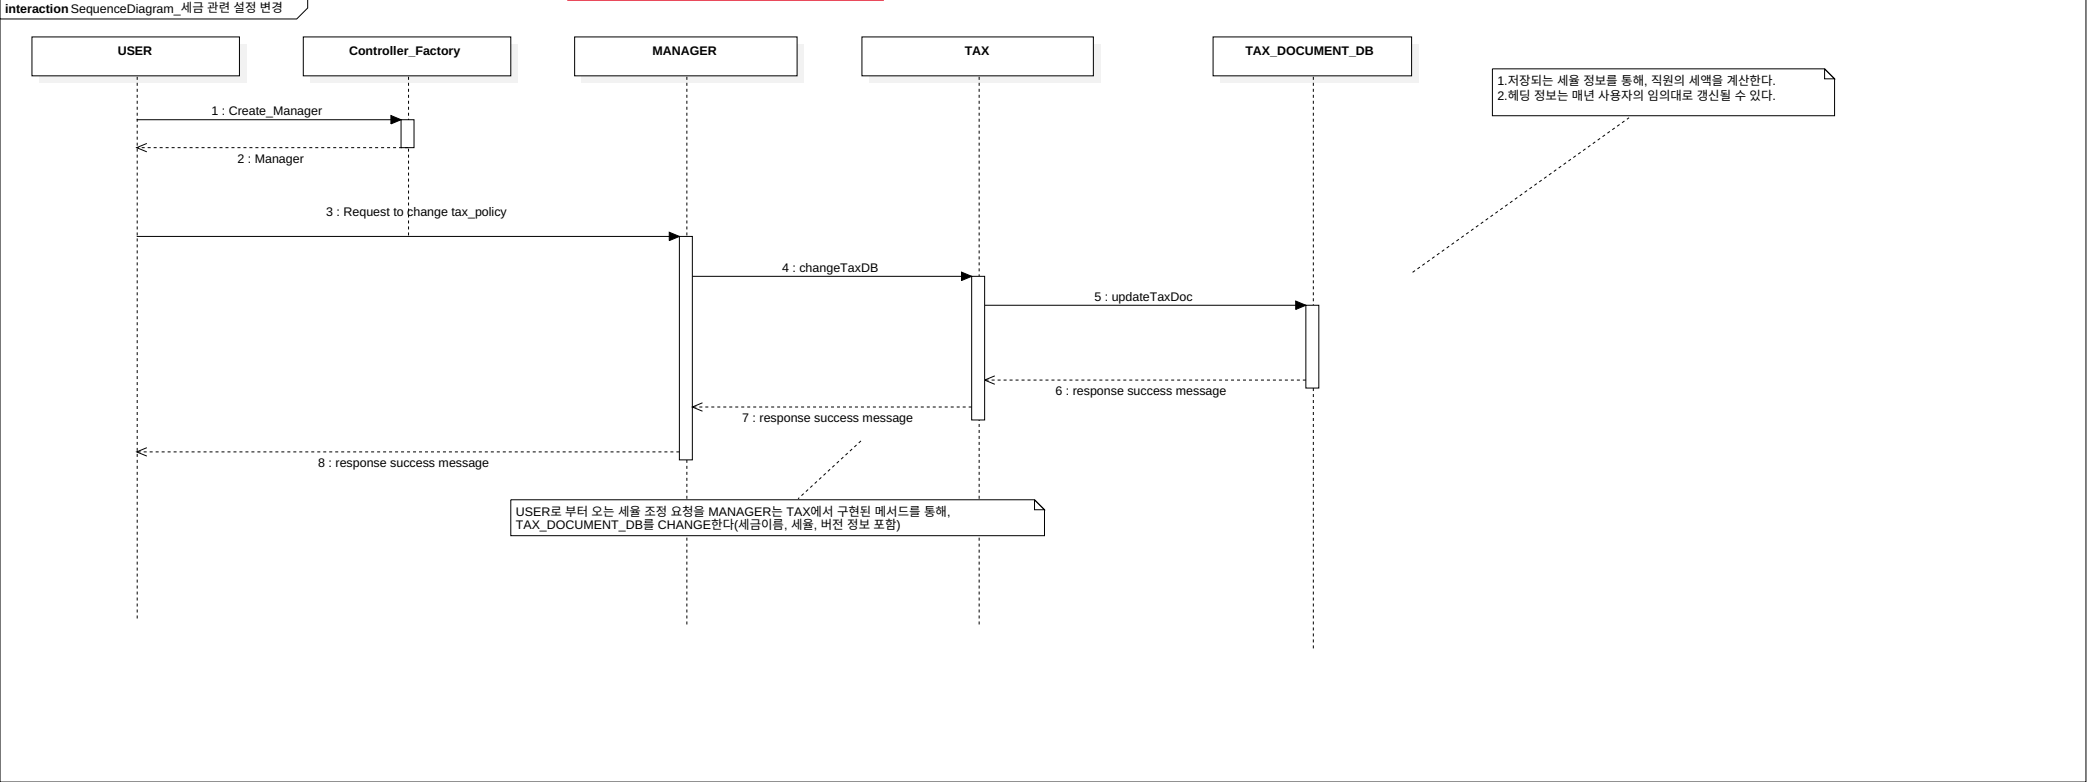 interaction SequenceDiagram_세금 관련 설정 변경
USER
Controller_Factory
MANAGER
TAX
TAX_DOCUMENT_DB
1.저장되는 세율 정보를 통해, 직원의 세액을 계산한다.
2.헤딩 정보는 매년 사용자의 임의대로 갱신될 수 있다.
1 : Create_Manager
2 : Manager
3 : Request to change tax_policy
4 : changeTaxDB
5 : updateTaxDoc
6 : response success message
7 : response success message
8 : response success message
USER로 부터 오는 세율 조정 요청을 MANAGER는 TAX에서 구현된 메서드를 통해,
TAX_DOCUMENT_DB를 CHANGE한다(세금이름, 세율, 버전 정보 포함)